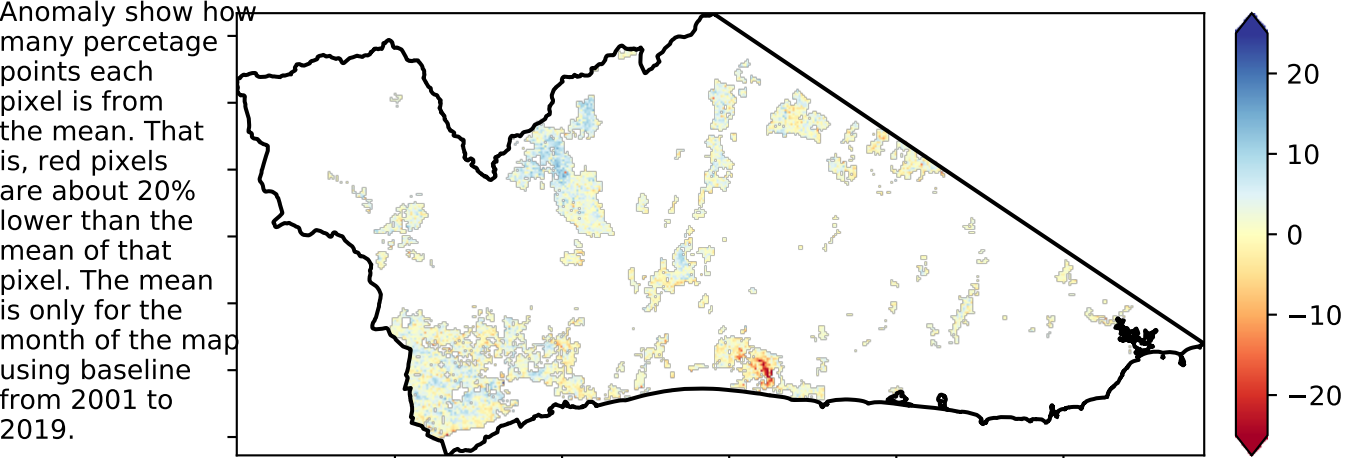 Anomaly show how
many percetage
points each
pixel is from
the mean. That
is, red pixels
are about 20%
lower than the
mean of that
pixel. The mean
is only for the
month of the map
using baseline
from 2001 to
2019.
20
10
0
−10
−20